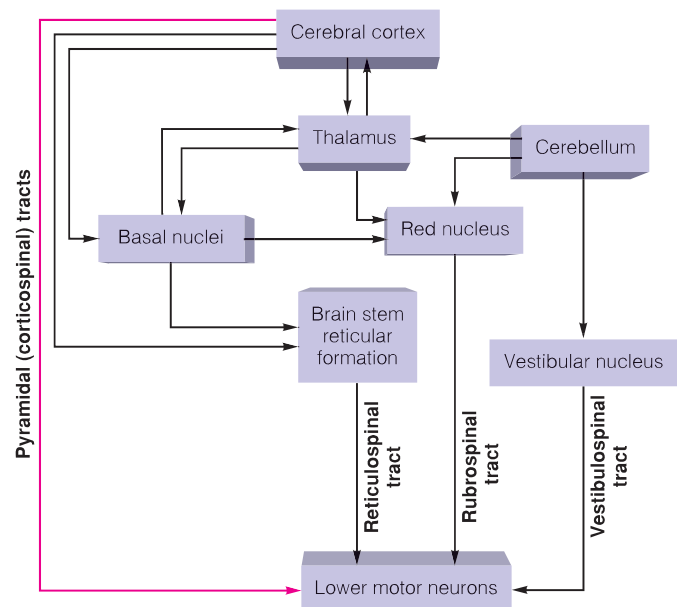 Cerebral cortex
Thalamus
Cerebellum
Pyramidal (corticospinal) tracts
Basal nuclei
Red nucleus
Brain stem
reticular
formation
Vestibular nucleus
Reticulospinal
tract
Rubrospinal
tract
Vestibulospinal
tract
Lower motor neurons